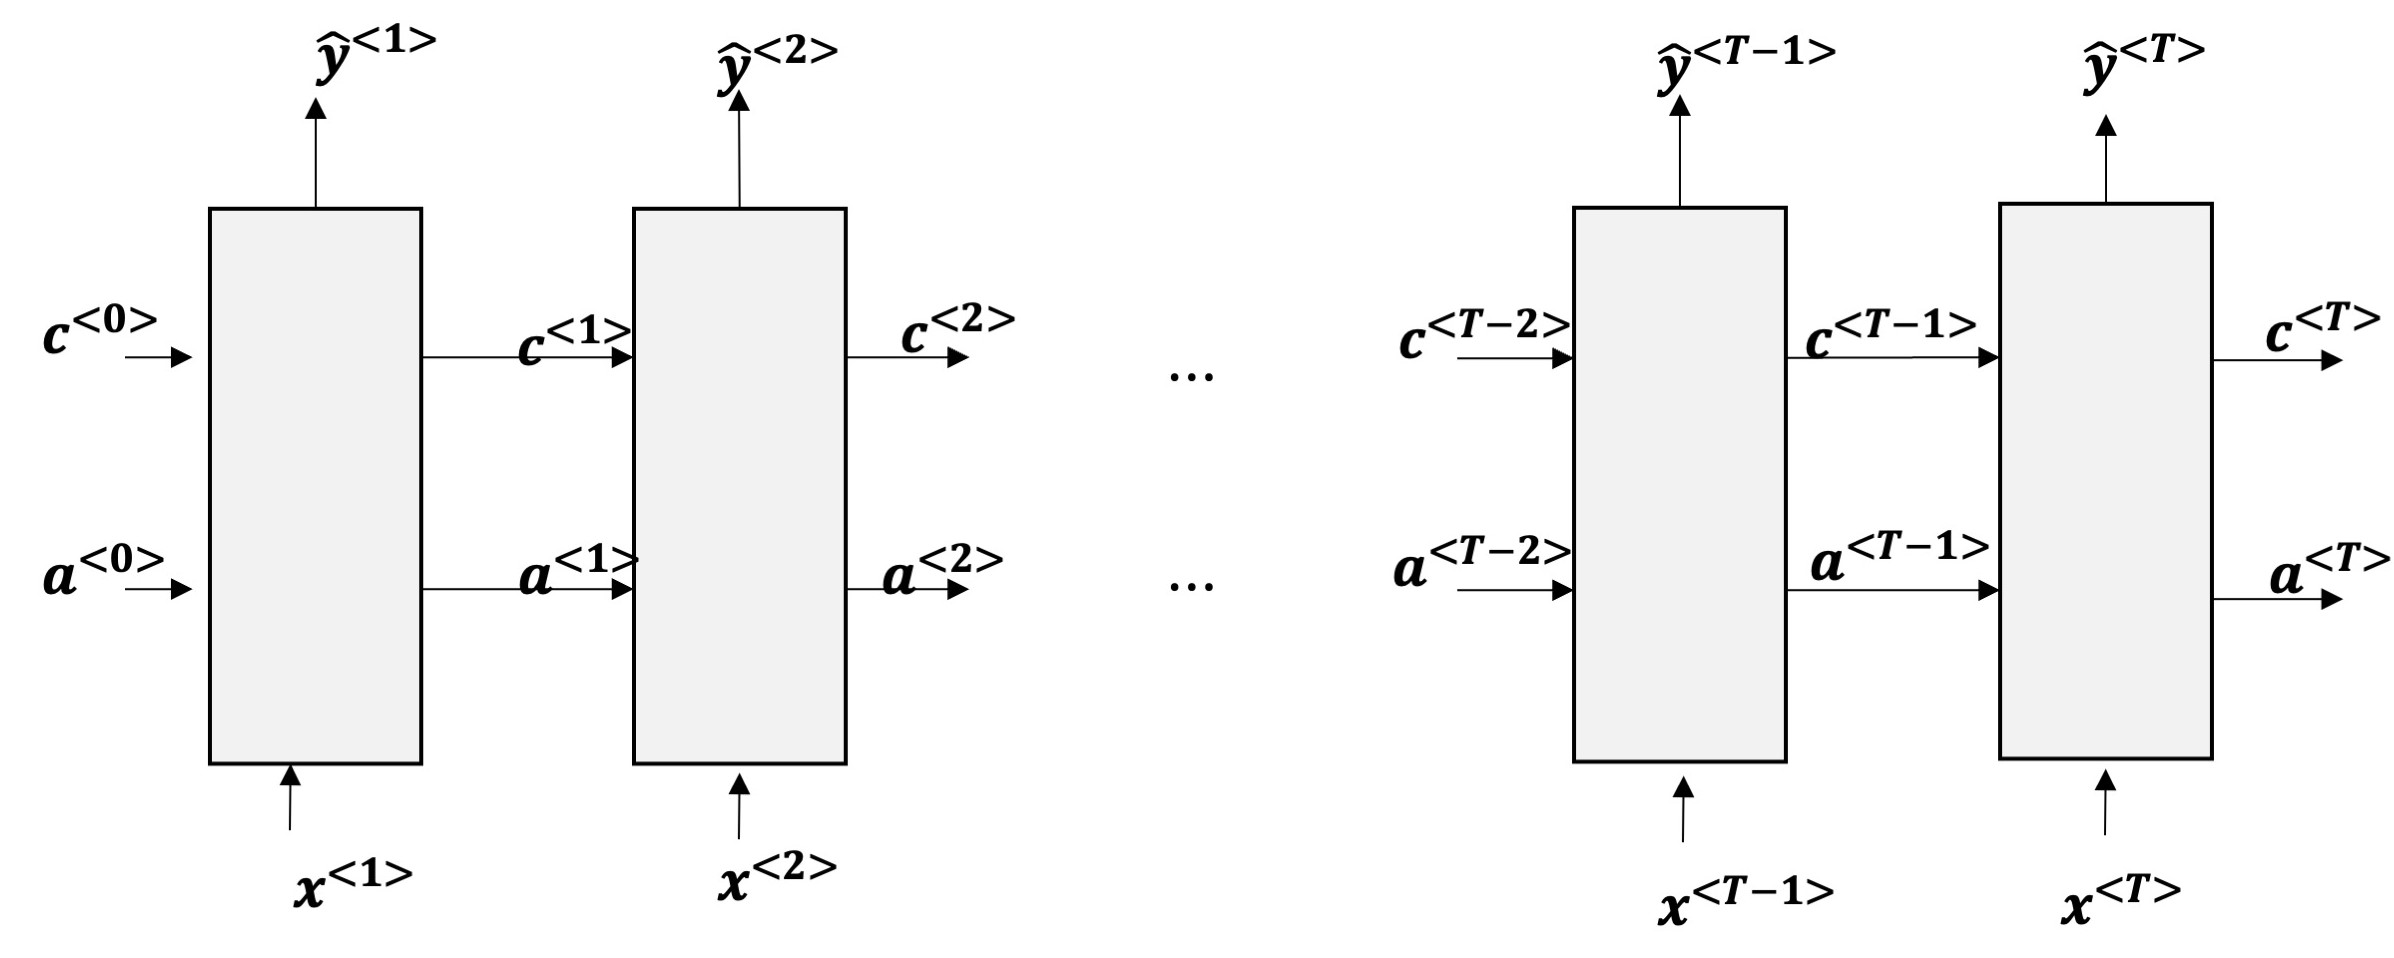 ŷ<1> ŷ<2> ŷ<T−1> ŷ<T>
c<0> c<1> c<2> ... c<T−2> c<T−1> c<T>
a<0> a<1> a<2> ... a<T−2> a<T−1> a<T>
x<1> x<2> x<T−1> x<T>